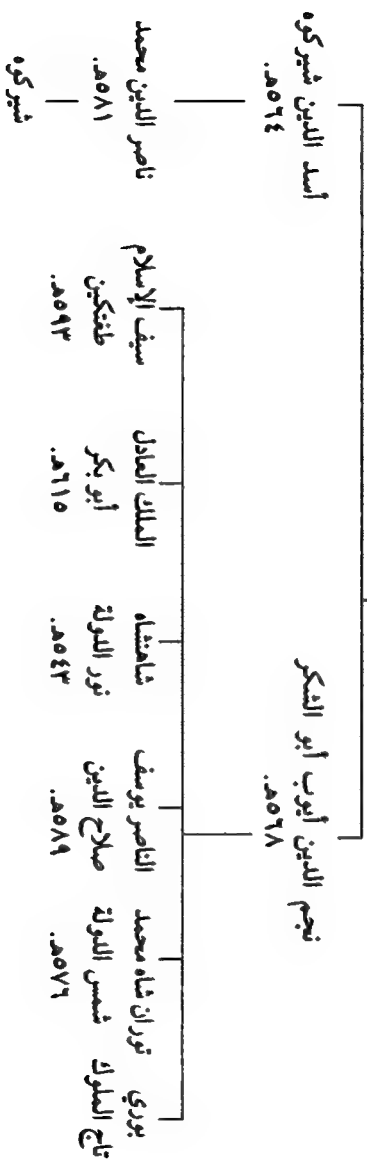 نجم الدين أيوب أبو الشكر
٥٦٨هـ.
أسد الدين شيركوه
٥٦٤هـ.
بوري
تاج الملوك
توران شاه محمد
شمس الدولة
٥٧٦هـ.
الناصر يوسف
صلاح الدين
٥٨٩هـ.
شاهنشاه
نور الدولة
٥٤٣هـ.
الملك العادل
أبو بكر
٦١٥هـ.
سيف الإسلام
طغتكين
٥٩٣هـ.
ناصر الدين محمد
٥٨١هـ.
شيركوه